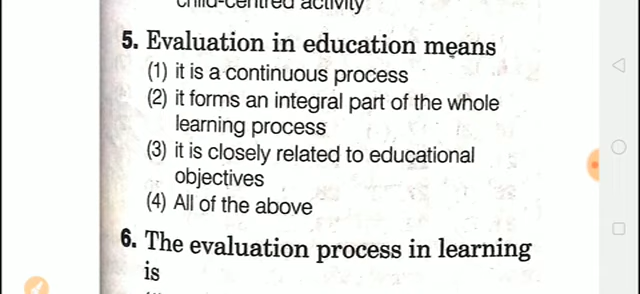 child-centred activity
5. Evaluation in education means
(1) it is a continuous process
(2) it forms an integral part of the whole
learning process
(3) it is closely related to educational
objectives
(4) All of the above
6. The evaluation process in learning
is